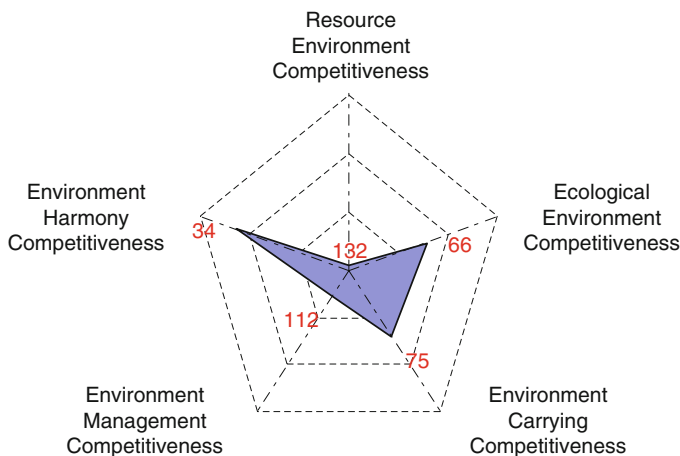 Resource
Environment
Competitiveness
Environment
Harmony
Competitiveness
34
132
Ecological
Environment
Competitiveness
66
112
75
Environment
Management
Competitiveness
Environment
Carrying
Competitiveness